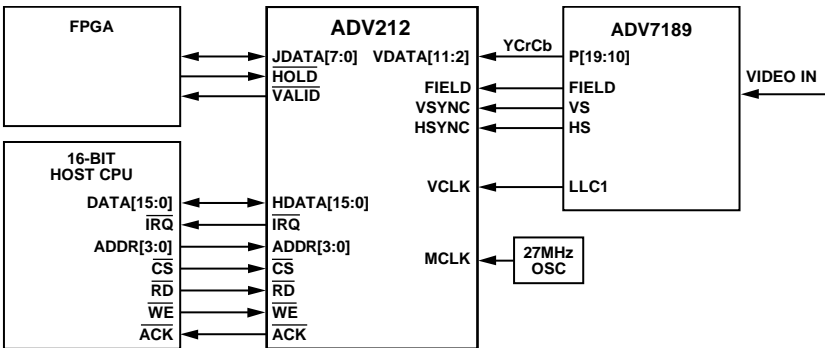 FPGA
ADV212
ADV7189
JDATA[7:0]
HOLD
VALID
VDATA[11:2]
FIELD
VSYNC
HSYNC
VCLK
MCLK
YCrCb
P[19:10]
FIELD
VS
HS
LLC1
VIDEO IN
27MHz
OSC
16-BIT
HOST CPU
DATA[15:0]
IRQ
ADDR[3:0]
CS
RD
WE
ACK
HDATA[15:0]
IRQ
ADDR[3:0]
CS
RD
WE
ACK